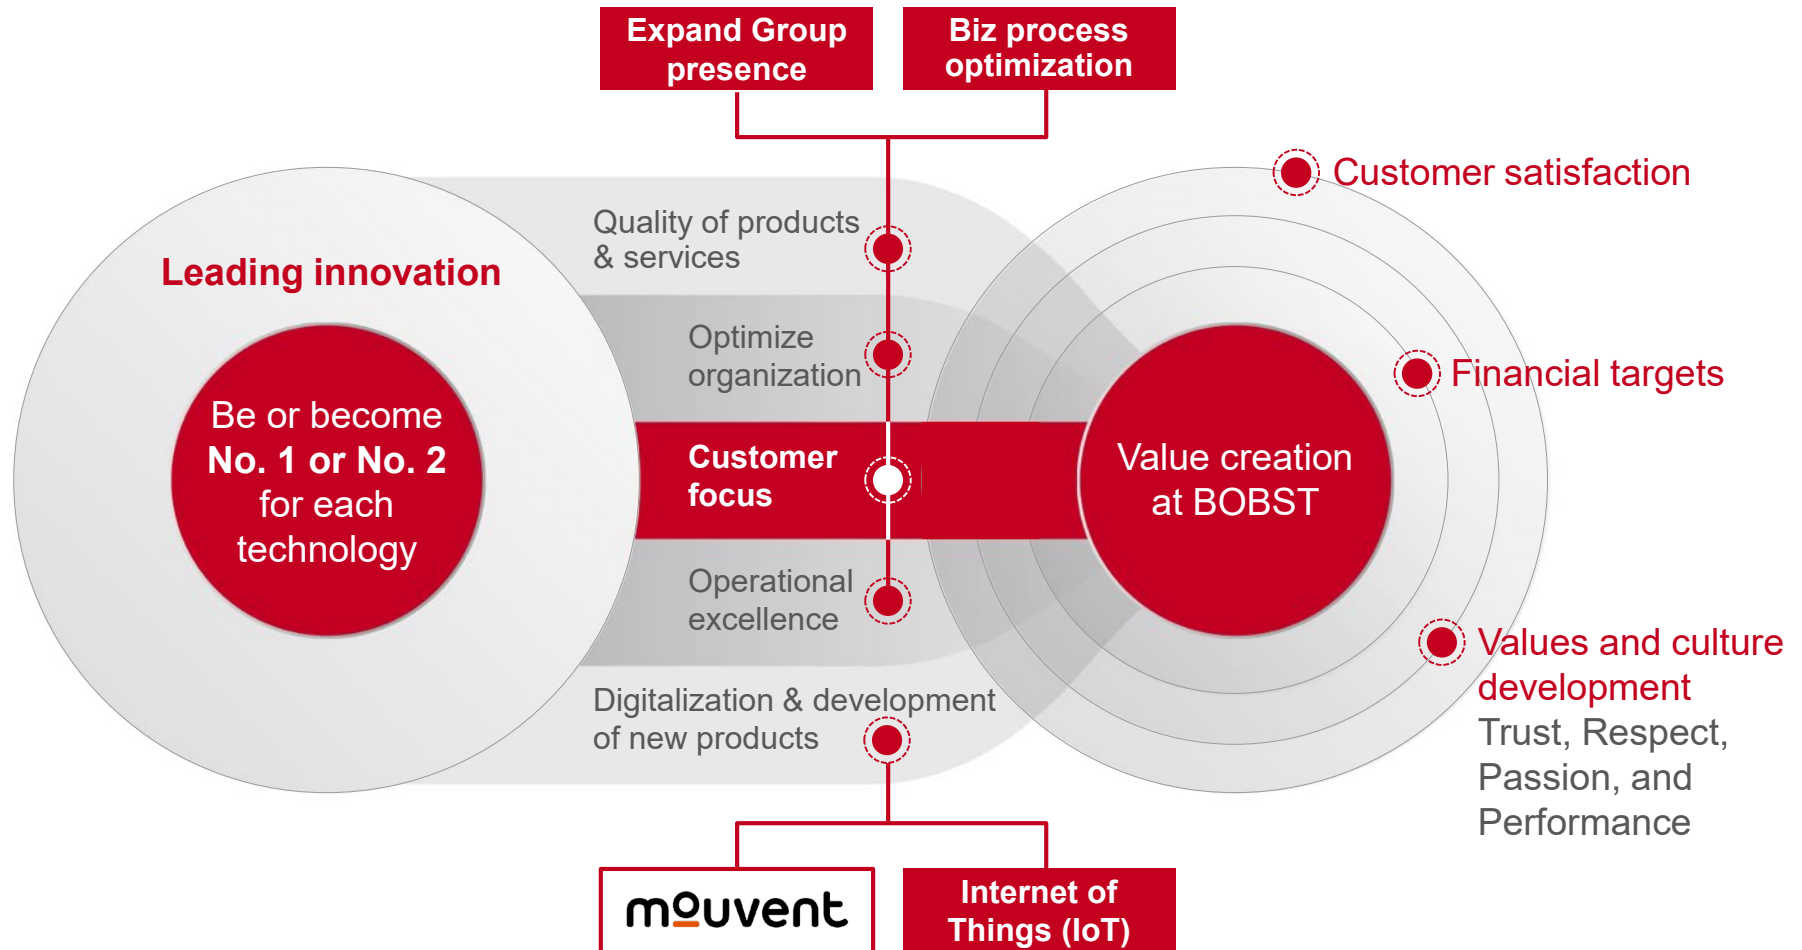 Expand Group
presence
Biz process
optimization
Leading innovation
Be or become
No. 1 or No. 2
for each
technology
Quality of products
& services
Optimize
organization
Customer
focus
Operational
excellence
Digitalization & development
of new products
Value creation
at BOBST
Customer satisfaction
Financial targets
Values and culture
development
Trust, Respect,
Passion, and
Performance
mouvent
Internet of
Things (IoT)